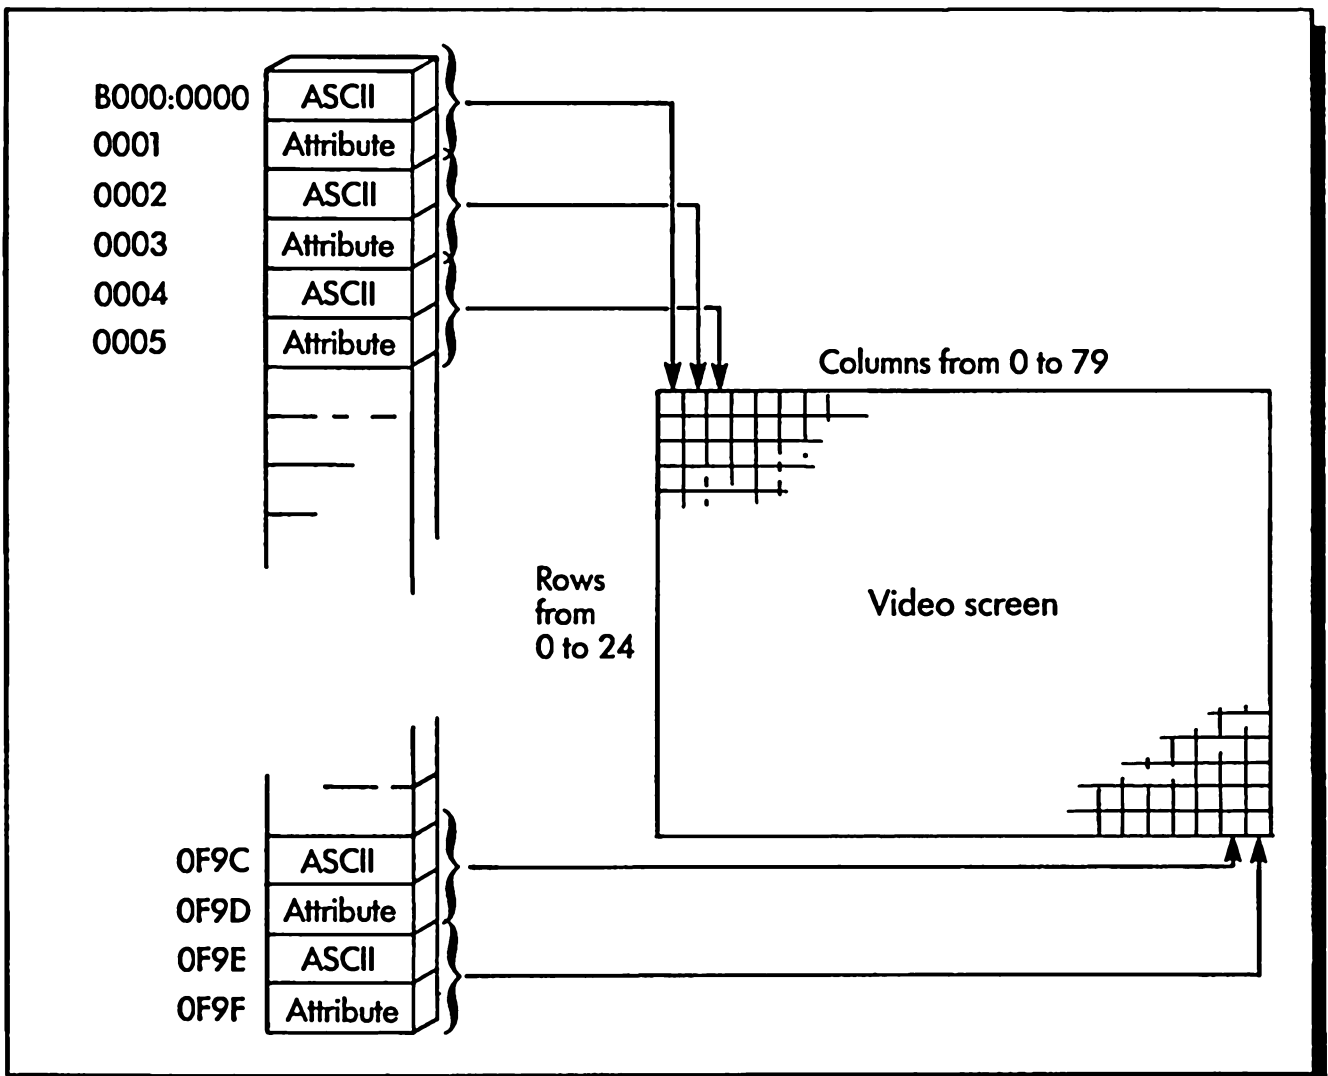 B000:0000 ASCII
0001 Attribute
0002 ASCII
0003 Attribute
0004 ASCII
0005 Attribute
Columns from 0 to 79
Rows
from
0 to 24
Video screen
0F9C ASCII
0F9D Attribute
0F9E ASCII
0F9F Attribute